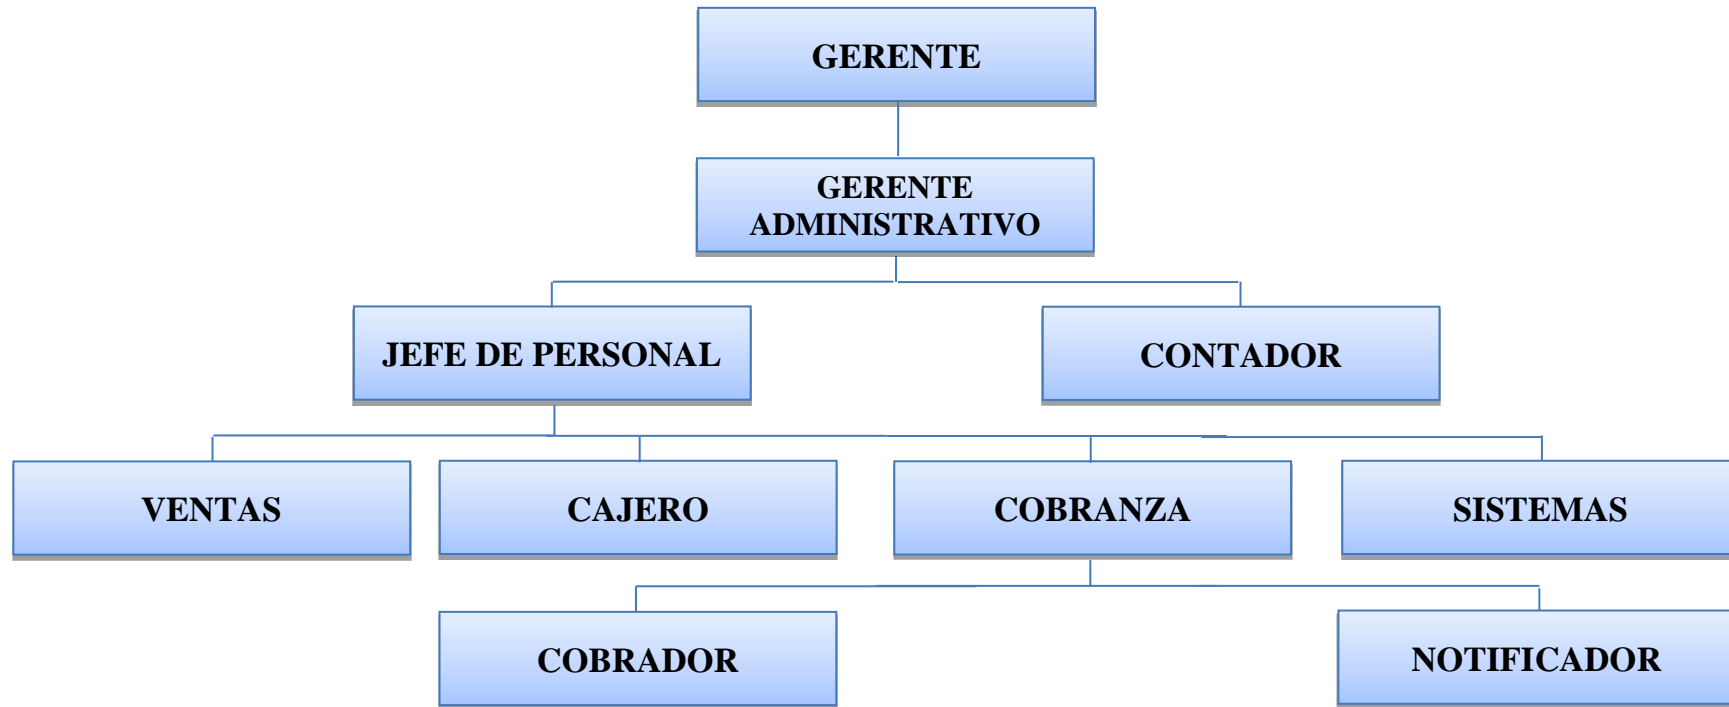 GERENTE
GERENTE
ADMINISTRATIVO
JEFE DE PERSONAL
CONTADOR
VENTAS
CAJERO
COBRANZA
SISTEMAS
COBRADOR
NOTIFICADOR